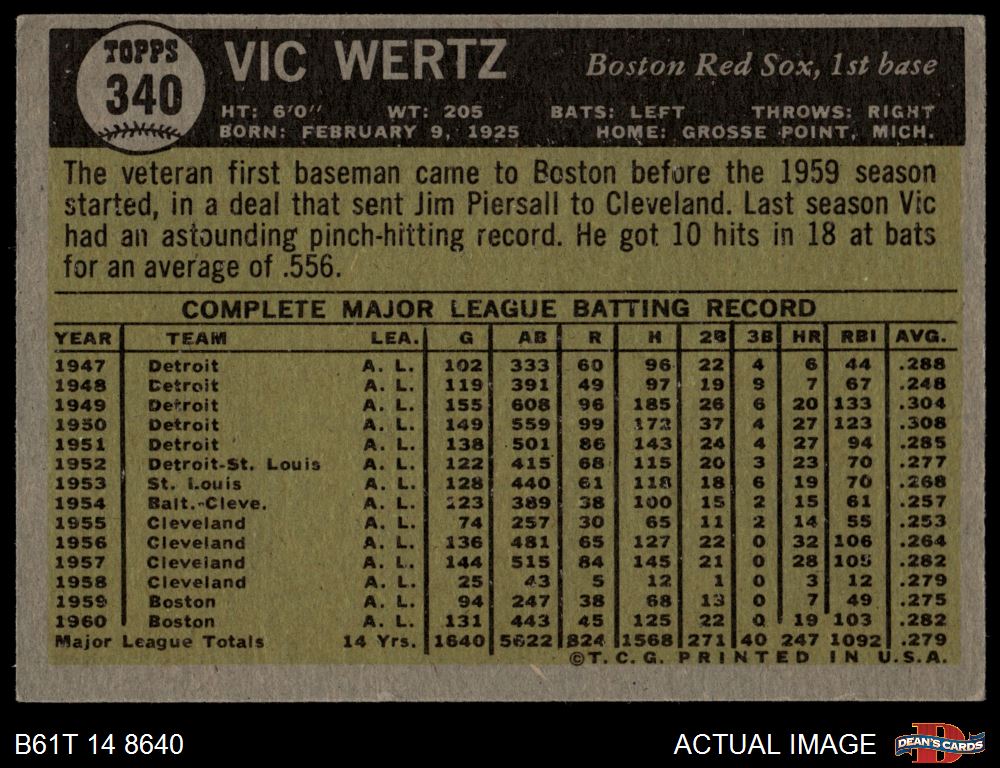 TOPPS
340
VIC WERTZ
Boston Red Sox, 1st base
HT: 6'0" WT: 205 BATS: LEFT THROWS: RIGHT
BORN: FEBRUARY 9, 1925 HOME: GROSSE POINT, MICH.
The veteran first baseman came to Boston before the 1959 season
started, in a deal that sent Jim Piersall to Cleveland. Last season Vic
had an astounding pinch-hitting record. He got 10 hits in 18 at bats
for an average of .556.
COMPLETE MAJOR LEAGUE BATTING RECORD
YEAR TEAM LEA. G AB R H 2B 3B HR RBI AVG.
1947 Detroit A. L. 102 333 60 96 22 4 6 44 .288
1948 Detroit A. L. 119 391 49 97 19 9 7 67 .248
1949 Detroit A. L. 155 608 96 185 26 6 20 133 .304
1950 Detroit A. L. 149 559 99 172 37 4 27 123 .308
1951 Detroit A. L. 138 501 86 143 24 4 27 94 .285
1952 Detroit-St. Louis A. L. 122 415 68 115 20 3 23 70 .277
1953 St. Louis A. L. 128 440 61 118 18 6 19 70 .268
1954 Balt.-Cleve. A. L. 123 389 38 100 15 2 15 61 .257
1955 Cleveland A. L. 74 257 30 65 11 2 14 55 .253
1956 Cleveland A. L. 136 481 65 127 22 0 32 106 .264
1957 Cleveland A. L. 144 515 84 145 21 0 28 105 .282
1958 Cleveland A. L. 25 43 5 12 1 0 3 12 .279
1959 Boston A. L. 94 247 38 68 13 0 7 49 .275
1960 Boston A. L. 131 443 45 125 22 0 19 103 .282
Major League Totals 14 Yrs. 1640 5622 824 1568 271 40 247 1092 .279
©T. C. G. PRINTED IN U.S.A.
B61T 14 8640
ACTUAL IMAGE
DEAN'S CARDS